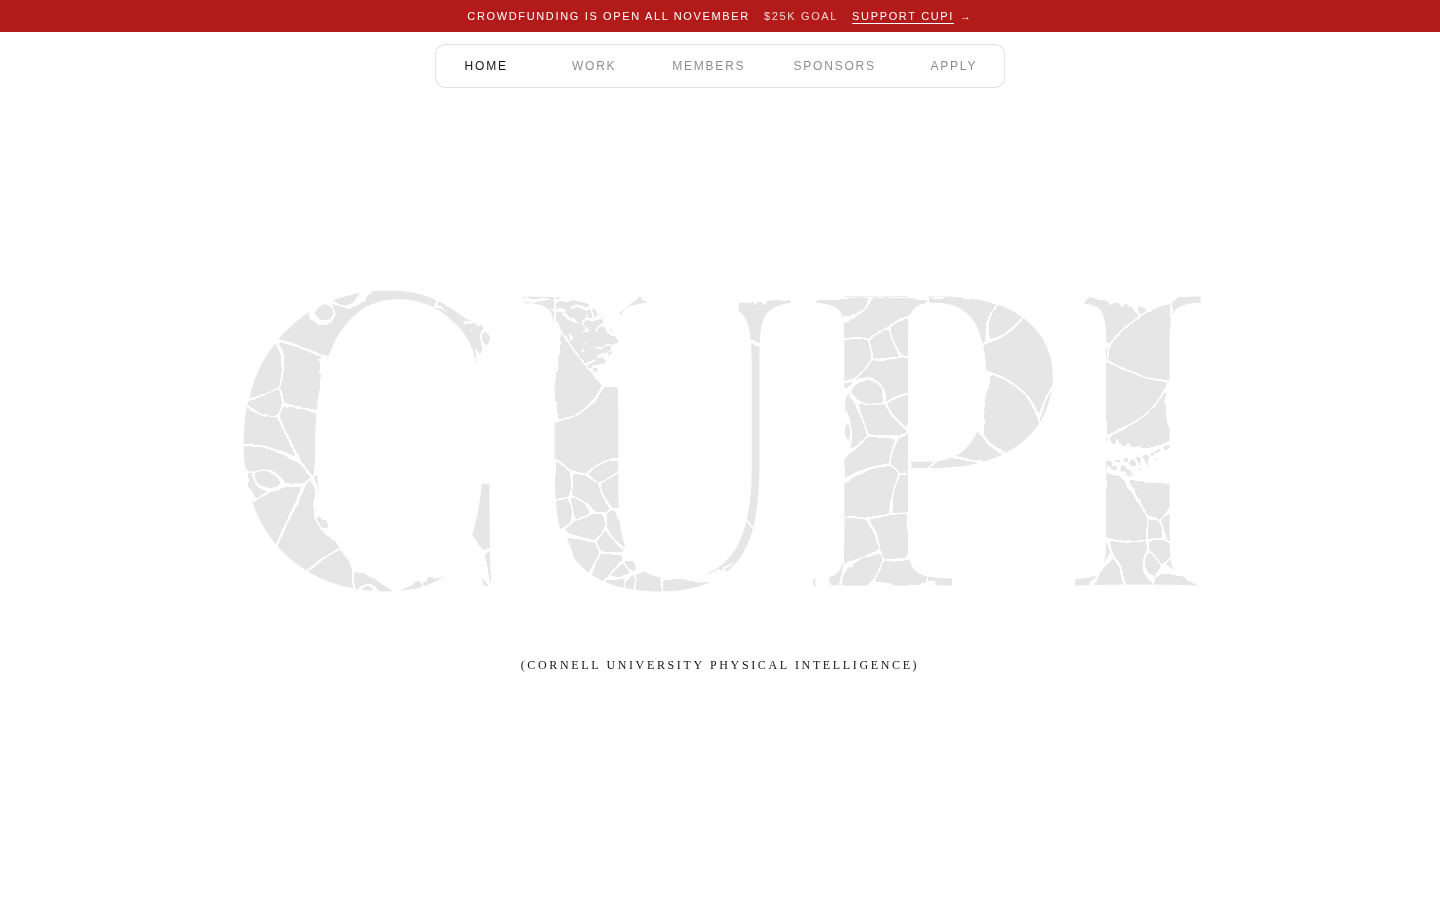 CROWDFUNDING IS OPEN ALL NOVEMBER $25K GOAL SUPPORT CUPI →
HOME WORK MEMBERS SPONSORS APPLY
CUPI
(CORNELL UNIVERSITY PHYSICAL INTELLIGENCE)